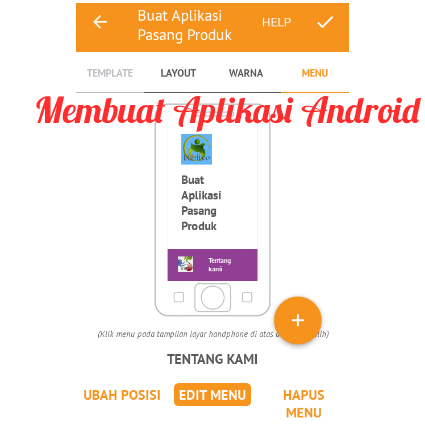 Buat Aplikasi
Pasang Produk
HELP
TEMPLATE
LAYOUT
WARNA
MENU
Membuat Aplikasi Android
Buat
Aplikasi
Pasang
Produk
Tentang
kami
(Klik menu pada tampilan layar handphone di atas
TENTANG KAMI
UBAH POSISI
EDIT MENU
HAPUS
MENU